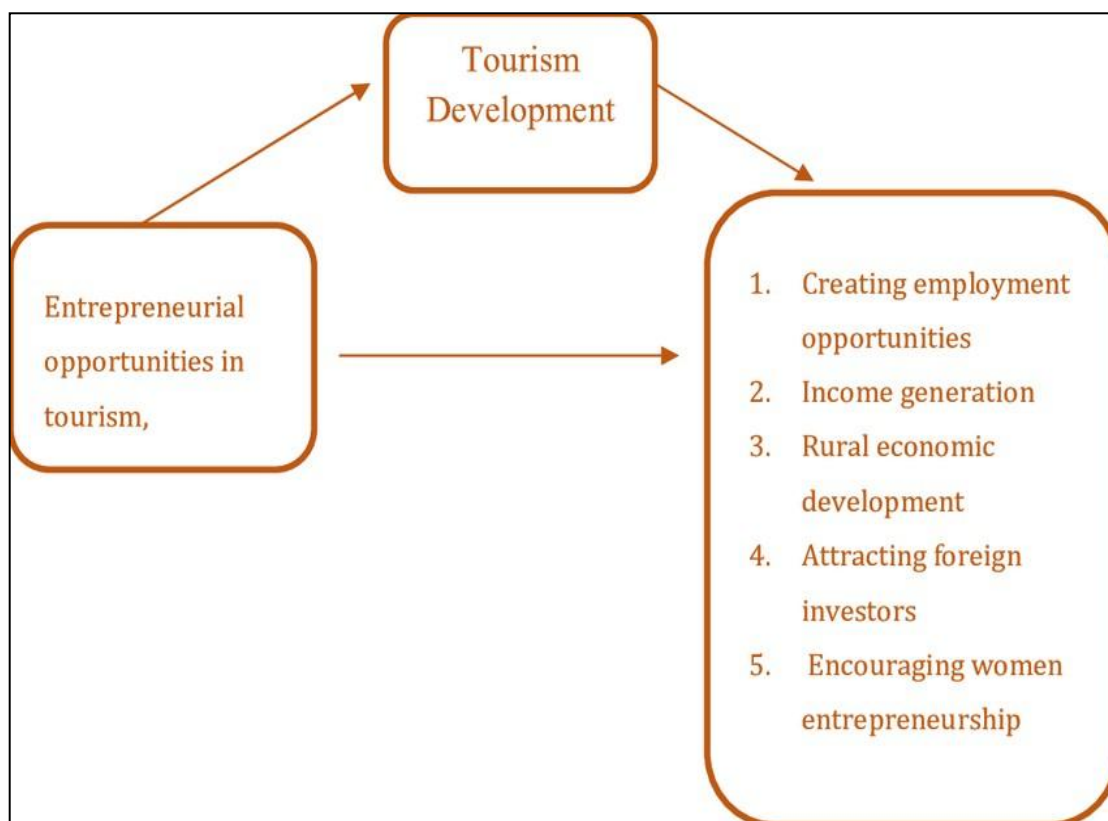 Tourism
Development
Entrepreneurial
opportunities in
tourism,
1. Creating employment
opportunities
2. Income generation
3. Rural economic
development
4. Attracting foreign
investors
5. Encouraging women
entrepreneurship